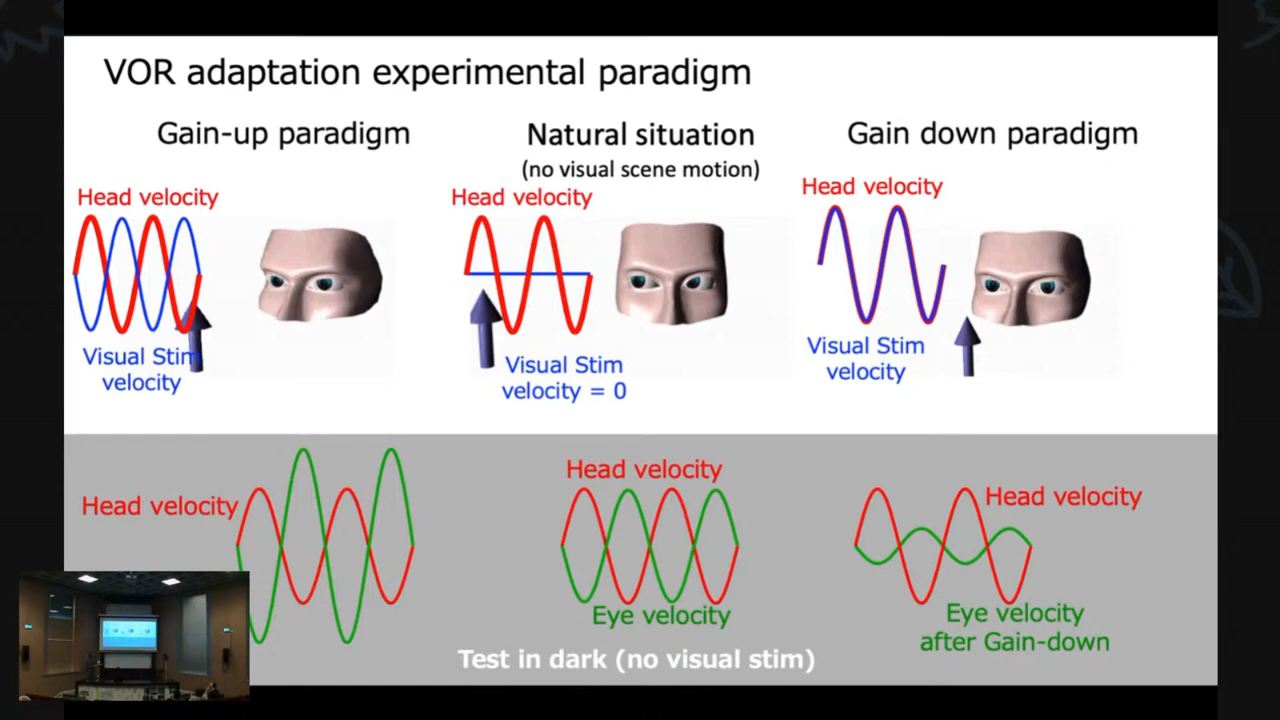 VOR adaptation experimental paradigm
Gain-up paradigm
Natural situation
(no visual scene motion)
Gain down paradigm
Head velocity
Visual Stim
velocity
Head velocity
Visual Stim
velocity = 0
Head velocity
Visual Stim
velocity
Head velocity
Head velocity
Eye velocity
Head velocity
Eye velocity
after Gain-down
Test in dark (no visual stim)